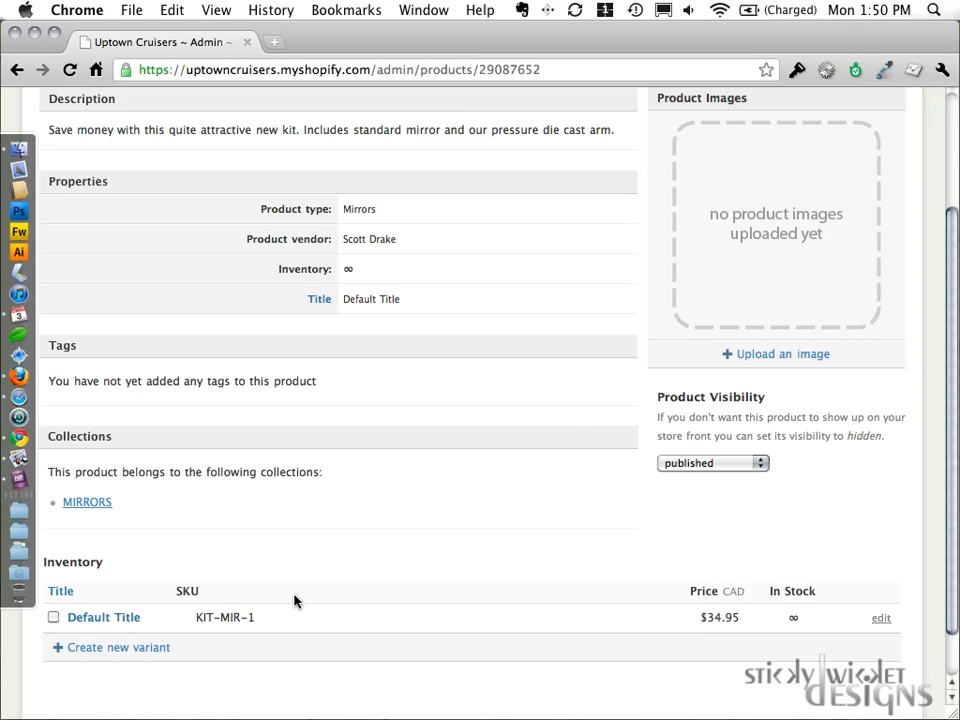 Chrome File Edit View History Bookmarks Window Help (Charged) Mon 1:50 PM
Uptown Cruisers ~ Admin ~
https://uptowncruisers.myshopify.com/admin/products/29087652
Description
Product Images
Save money with this quite attractive new kit. Includes standard mirror and our pressure die cast arm.
no product images
uploaded yet
Properties
Product type: Mirrors
Product vendor: Scott Drake
Inventory: ∞
Title Default Title
+ Upload an image
Tags
You have not yet added any tags to this product
Product Visibility
If you don't want this product to show up on your
store front you can set its visibility to hidden.
published
Collections
This product belongs to the following collections:
• MIRRORS
Inventory
Title SKU Price CAD In Stock
Default Title KIT-MIR-1 $34.95 ∞ edit
+ Create new variant
Ps
Fw
Ai
3
sticky wicket
DESIGNS